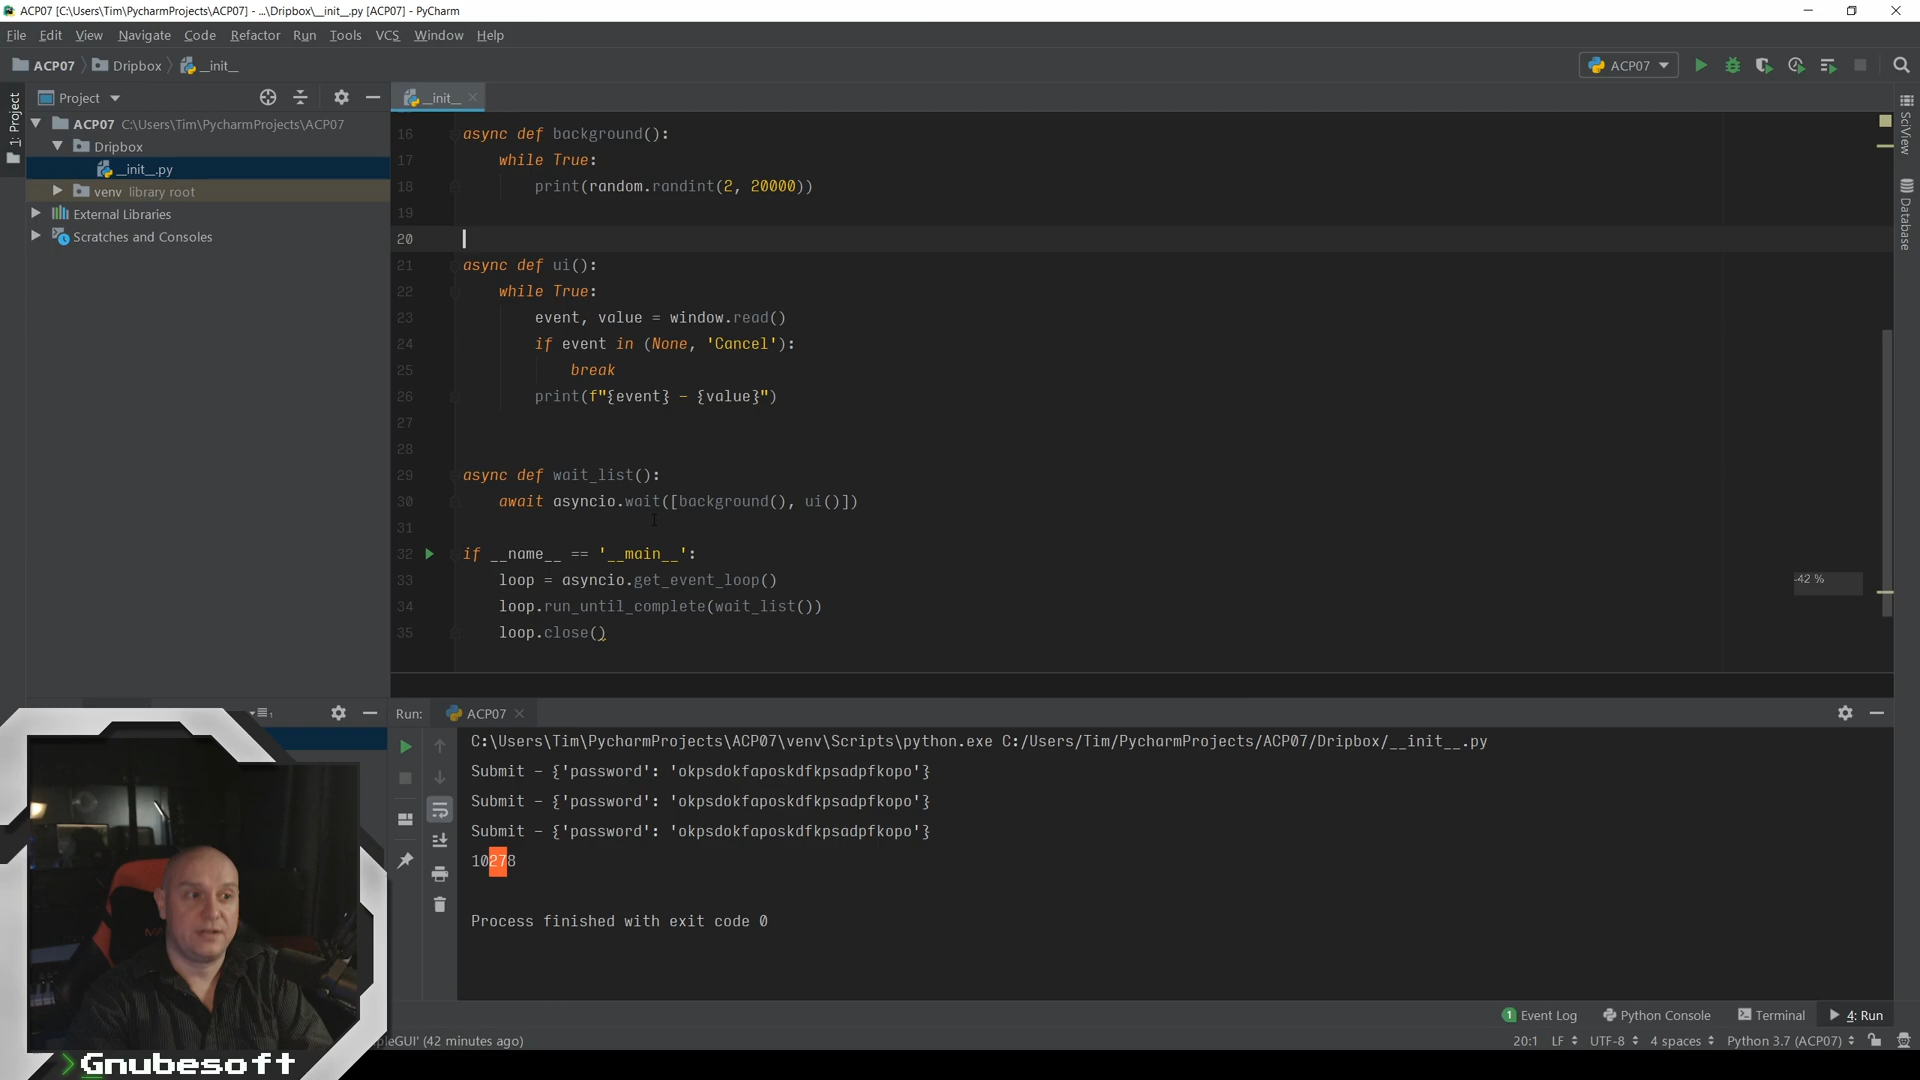 ACP07 [C:\Users\Tim\PycharmProjects\ACP07] - ...\Dripbox\__init__.py [ACP07] - PyCharm
File Edit View Navigate Code Refactor Run Tools VCS Window Help
ACP07 Dripbox __init__ ACP07
Project
__init__
1: Project
SciView
Database
ACP07 C:\Users\Tim\PycharmProjects\ACP07
Dripbox
__init__.py
venv library root
External Libraries
Scratches and Consoles
16 async def background():
17 while True:
18 print(random.randint(2, 20000))
19
20
21 async def ui():
22 while True:
23 event, value = window.read()
24 if event in (None, 'Cancel'):
25 break
26 print(f"{event} - {value}")
27
28
29 async def wait_list():
30 await asyncio.wait([background(), ui()])
31
32 if __name__ == '__main__':
33 loop = asyncio.get_event_loop()
34 loop.run_until_complete(wait_list())
35 loop.close()
-42 %
Run: ACP07
C:\Users\Tim\PycharmProjects\ACP07\venv\Scripts\python.exe C:/Users/Tim/PycharmProjects/ACP07/Dripbox/__init__.py
Submit - {'password': 'okpsdokfaposkdfkpsadpfkopo'}
Submit - {'password': 'okpsdokfaposkdfkpsadpfkopo'}
Submit - {'password': 'okpsdokfaposkdfkpsadpfkopo'}
10278
Process finished with exit code 0
1 Event Log Python Console Terminal 4: Run
(42 minutes ago) 20:1 LF UTF-8 4 spaces Python 3.7 (ACP07)
>Gnubesoft